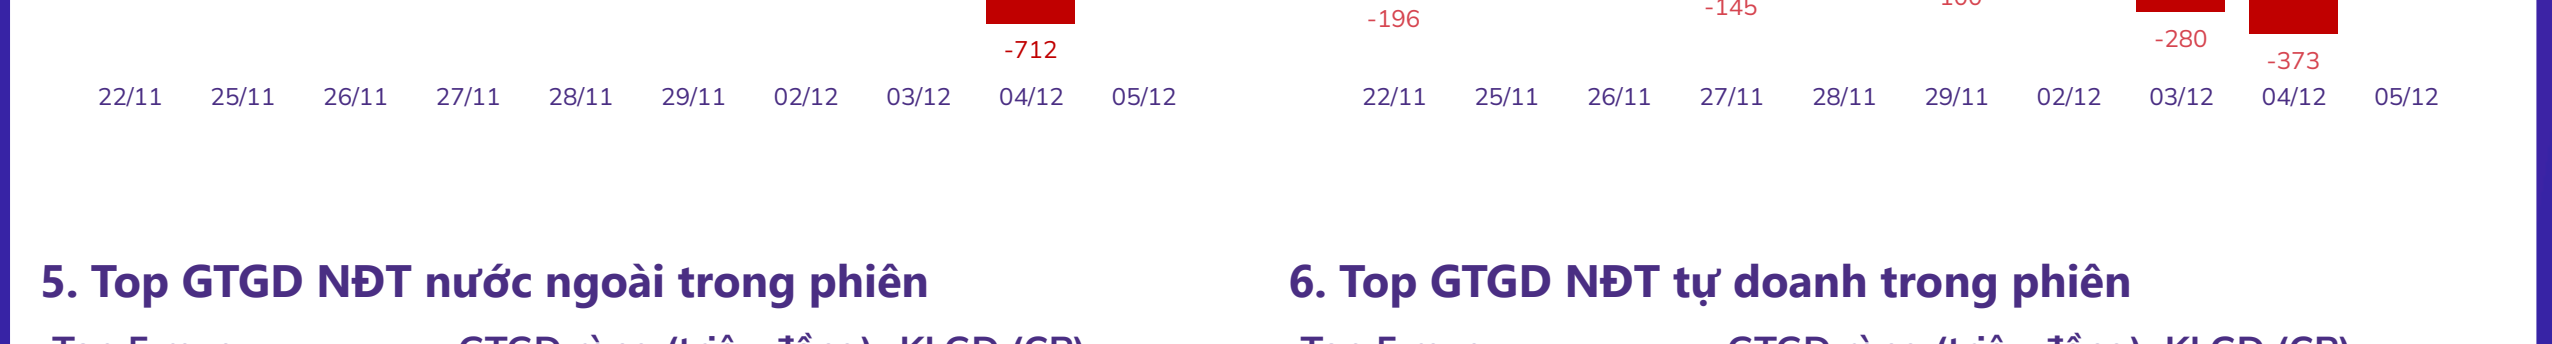 -196 -145
-712 -280
-373
22/11 25/11 26/11 27/11 28/11 29/11 02/12 03/12 04/12 05/12
22/11 25/11 26/11 27/11 28/11 29/11 02/12 03/12 04/12 05/12
5. Top GTGD NĐT nước ngoài trong phiên
6. Top GTGD NĐT tự doanh trong phiên